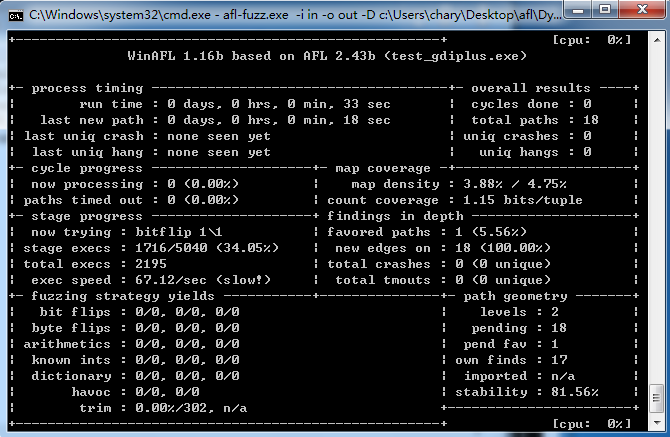 C:\Windows\system32\cmd.exe - afl-fuzz.exe  -i in -o out -D c:\Users\chary\Desktop\afl\Dy...
[cpu:  0%]
WinAFL 1.16b based on AFL 2.43b (test_gdiplus.exe)
+- process timing -------------------------------------+- overall results ----+
|        run time : 0 days, 0 hrs, 0 min, 33 sec       |  cycles done : 0     |
|   last new path : 0 days, 0 hrs, 0 min, 18 sec       |  total paths : 18    |
| last uniq crash : none seen yet                      | uniq crashes : 0     |
|  last uniq hang : none seen yet                      |   uniq hangs : 0     |
+- cycle progress --------------------+- map coverage -+----------------------+
|  now processing : 0 (0.00%)         |    map density : 3.88% / 4.75%        |
| paths timed out : 0 (0.00%)         | count coverage : 1.15 bits/tuple      |
+- stage progress --------------------+- findings in depth -------------------+
|  now trying : bitflip 1\1           | favored paths : 1 (5.56%)             |
| stage execs : 1716/5040 (34.05%)    |  new edges on : 18 (100.00%)          |
| total execs : 2195                  | total crashes : 0 (0 unique)          |
|  exec speed : 67.12/sec (slow!)     |  total tmouts : 0 (0 unique)          |
+- fuzzing strategy yields -----------+---------------+- path geometry -------+
|   bit flips : 0/0, 0/0, 0/0                         |    levels : 2         |
|  byte flips : 0/0, 0/0, 0/0                         |   pending : 18        |
| arithmetics : 0/0, 0/0, 0/0                         |  pend fav : 1         |
|  known ints : 0/0, 0/0, 0/0                         | own finds : 17        |
|  dictionary : 0/0, 0/0, 0/0                         |  imported : n/a       |
|       havoc : 0/0, 0/0                              | stability : 81.56%    |
|        trim : 0.00%/302, n/a                        +-----------------------+
+-----------------------------------------------------+            [cpu:  0%]